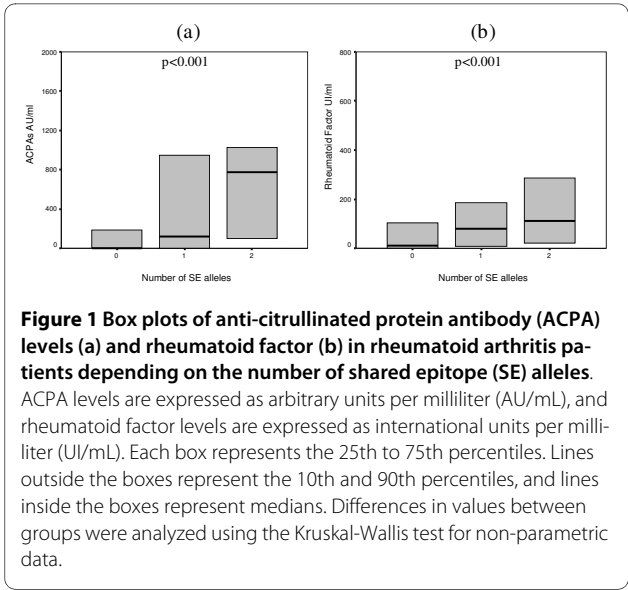 (a)
p<0.001
2000
1600
1200
800
400
0
ACPAs AU/ml
0 1 2
Number of SE alleles
(b)
p<0.001
800
600
400
200
0
Rheumatoid Factor UI/ml
0 1 2
Number of SE alleles
Figure 1 Box plots of anti-citrullinated protein antibody (ACPA)
levels (a) and rheumatoid factor (b) in rheumatoid arthritis pa-
tients depending on the number of shared epitope (SE) alleles.
ACPA levels are expressed as arbitrary units per milliliter (AU/mL), and
rheumatoid factor levels are expressed as international units per milli-
liter (UI/mL). Each box represents the 25th to 75th percentiles. Lines
outside the boxes represent the 10th and 90th percentiles, and lines
inside the boxes represent medians. Differences in values between
groups were analyzed using the Kruskal-Wallis test for non-parametric
data.